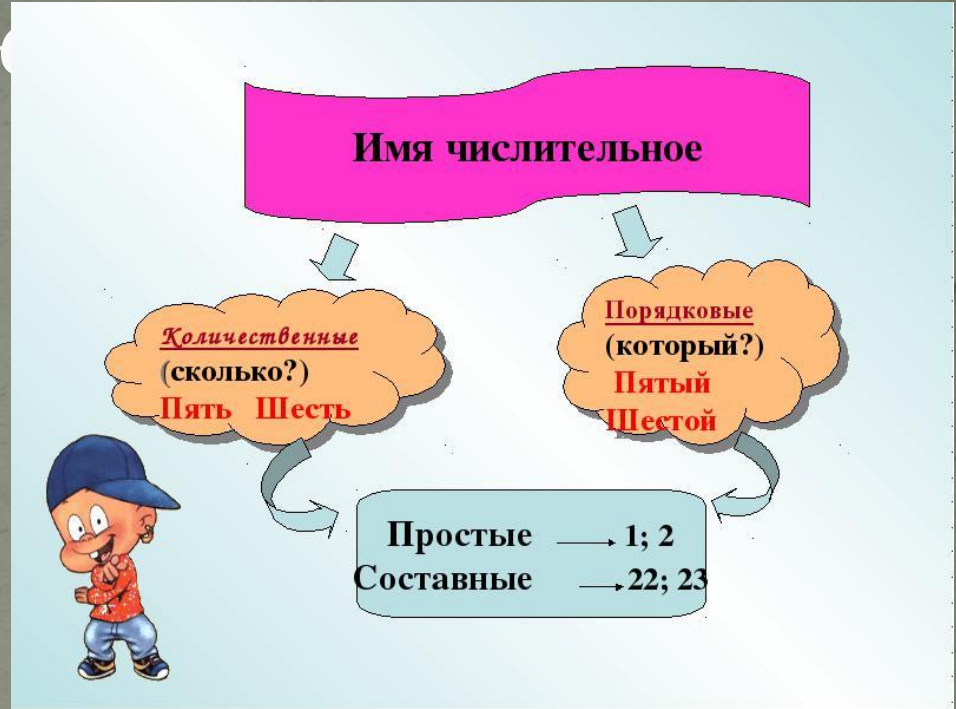 Имя числительное
Количественные
(сколько?)
Пять Шесть
Порядковые
(который?)
Пятый
Шестой
Простые 1; 2
Составные 22; 23